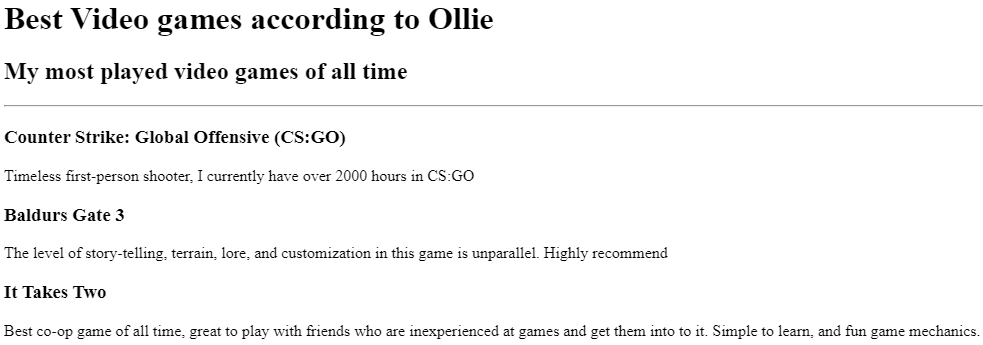 Best Video games according to Ollie
My most played video games of all time
Counter Strike: Global Offensive (CS:GO)
Timeless first-person shooter, I currently have over 2000 hours in CS:GO
Baldurs Gate 3
The level of story-telling, terrain, lore, and customization in this game is unparallel. Highly recommend
It Takes Two
Best co-op game of all time, great to play with friends who are inexperienced at games and get them into to it. Simple to learn, and fun game mechanics.